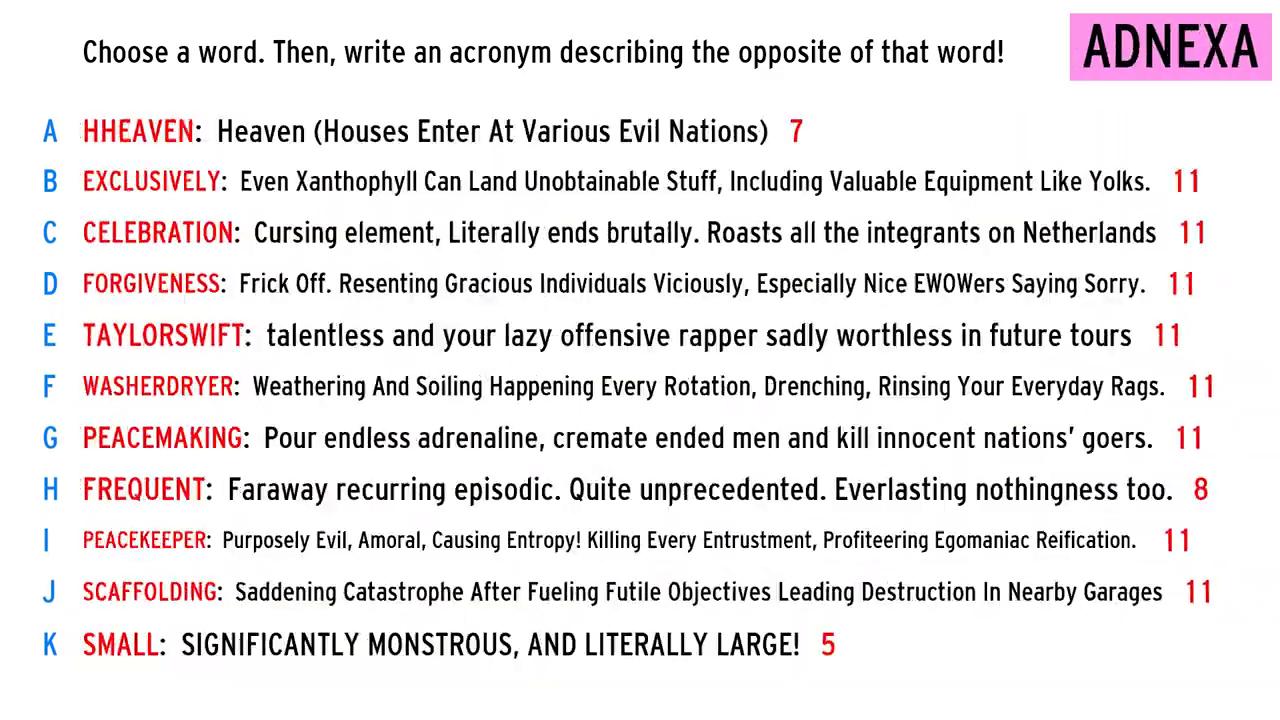 Choose a word. Then, write an acronym describing the opposite of that word!
ADNEXA
A HHEAVEN: Heaven (Houses Enter At Various Evil Nations) 7
B EXCLUSIVELY: Even Xanthophyll Can Land Unobtainable Stuff, Including Valuable Equipment Like Yolks. 11
C CELEBRATION: Cursing element, Literally ends brutally. Roasts all the integrants on Netherlands 11
D FORGIVENESS: Frick Off. Resenting Gracious Individuals Viciously, Especially Nice EWOWers Saying Sorry. 11
E TAYLORSWIFT: talentless and your lazy offensive rapper sadly worthless in future tours 11
F WASHERDRYER: Weathering And Soiling Happening Every Rotation, Drenching, Rinsing Your Everyday Rags. 11
G PEACEMAKING: Pour endless adrenaline, cremate ended men and kill innocent nations' goers. 11
H FREQUENT: Faraway recurring episodic. Quite unprecedented. Everlasting nothingness too. 8
I PEACEKEEPER: Purposely Evil, Amoral, Causing Entropy! Killing Every Entrustment, Profiteering Egomaniac Reification. 11
J SCAFFOLDING: Saddening Catastrophe After Fueling Futile Objectives Leading Destruction In Nearby Garages 11
K SMALL: SIGNIFICANTLY MONSTROUS, AND LITERALLY LARGE! 5